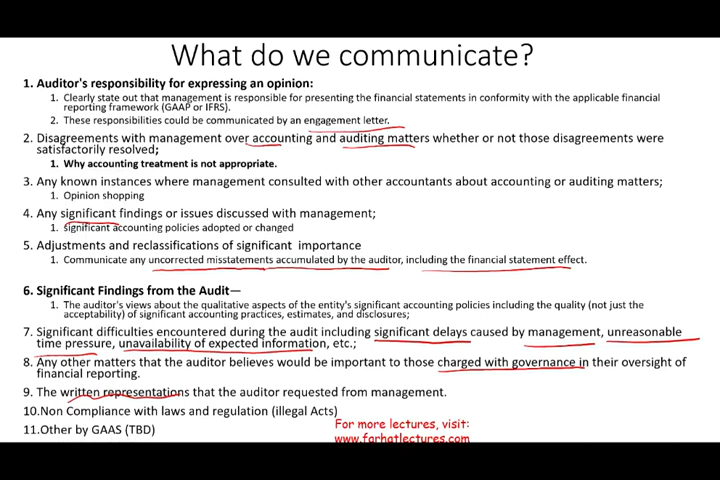 What do we communicate?
1. Auditor's responsibility for expressing an opinion:
1. Clearly state out that management is responsible for presenting the financial statements in conformity with the applicable financial
reporting framework (GAAP or IFRS).
2. These responsibilities could be communicated by an engagement letter.
2. Disagreements with management over accounting and auditing matters whether or not those disagreements were
satisfactorily resolved;
1. Why accounting treatment is not appropriate.
3. Any known instances where management consulted with other accountants about accounting or auditing matters;
1. Opinion shopping
4. Any significant findings or issues discussed with management;
1. significant accounting policies adopted or changed
5. Adjustments and reclassifications of significant importance
1. Communicate any uncorrected misstatements accumulated by the auditor, including the financial statement effect.
6. Significant Findings from the Audit—
1. The auditor's views about the qualitative aspects of the entity's significant accounting policies including the quality (not just the
acceptability) of significant accounting practices, estimates, and disclosures;
7. Significant difficulties encountered during the audit including significant delays caused by management, unreasonable
time pressure, unavailability of expected information, etc.;
8. Any other matters that the auditor believes would be important to those charged with governance in their oversight of
financial reporting.
9. The written representations that the auditor requested from management.
10.Non Compliance with laws and regulation (illegal Acts)
11.Other by GAAS (TBD)
For more lectures, visit:
www.farhatlectures.com